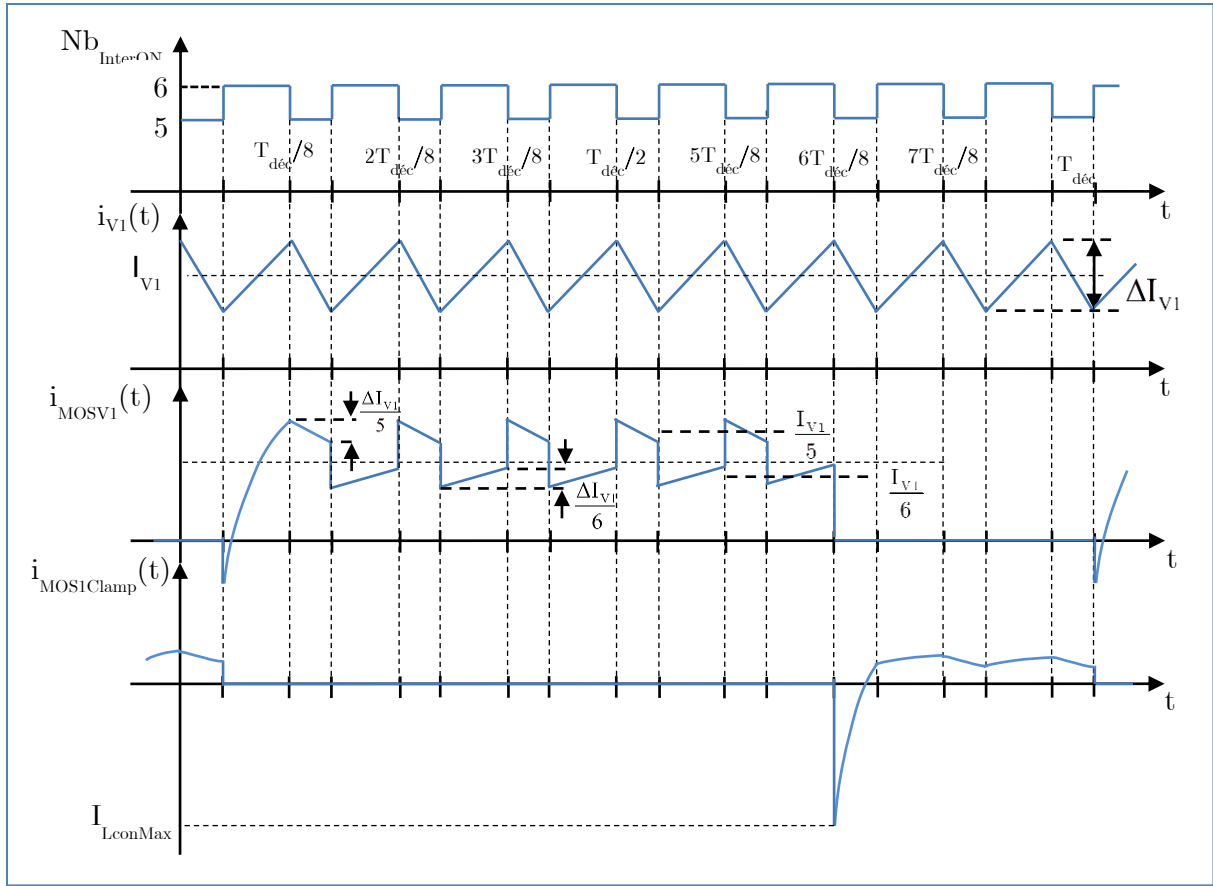 Nb_InterON
6
5
T_déc/8 2T_déc/8 3T_déc/8 T_déc/2 5T_déc/8 6T_déc/8 7T_déc/8 T_déc
t
i_V1(t)
I_V1
ΔI_V1
t
i_MOSV1(t)
ΔI_V1
5
I_V1
5
ΔI_V1
6
I_V1
6
t
i_MOS1Clamp(t)
t
I_LconMax